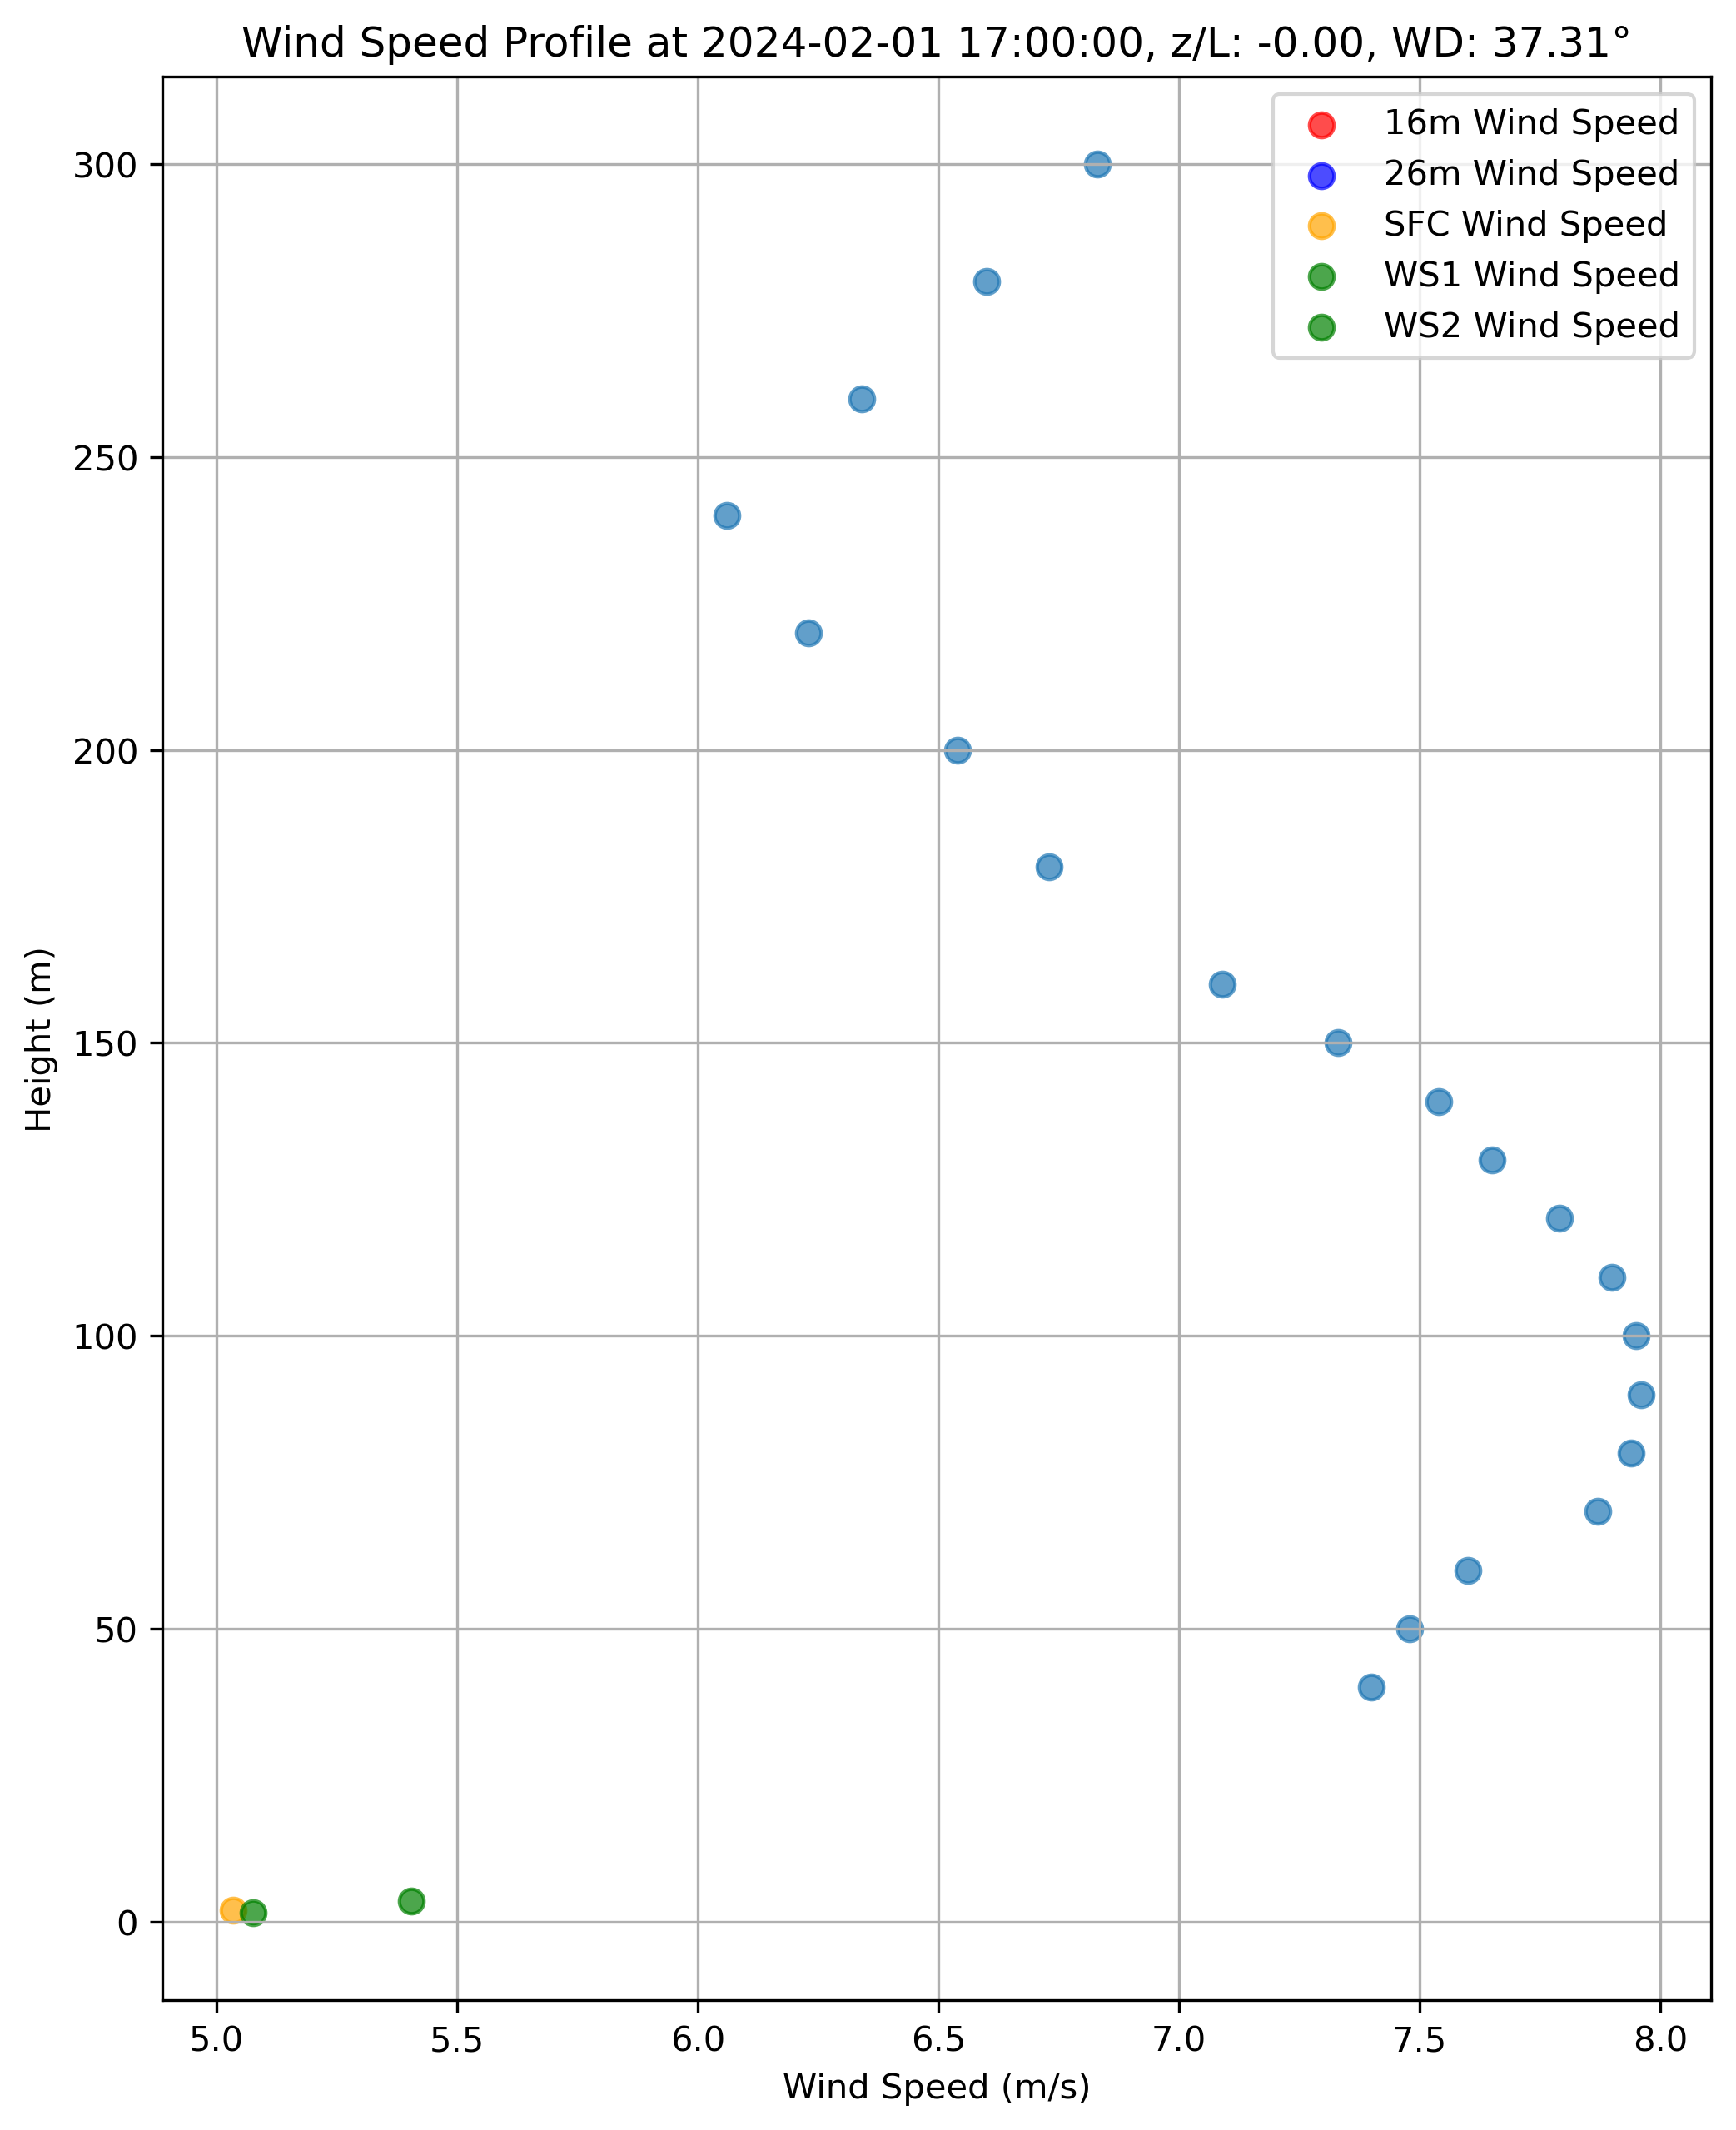 Wind Speed Profile at 2024-02-01 17:00:00, z/L: -0.00, WD: 37.31°
16m Wind Speed
26m Wind Speed
SFC Wind Speed
WS1 Wind Speed
WS2 Wind Speed
300
250
200
150
100
50
0
Height (m)
5.0 5.5 6.0 6.5 7.0 7.5 8.0
Wind Speed (m/s)